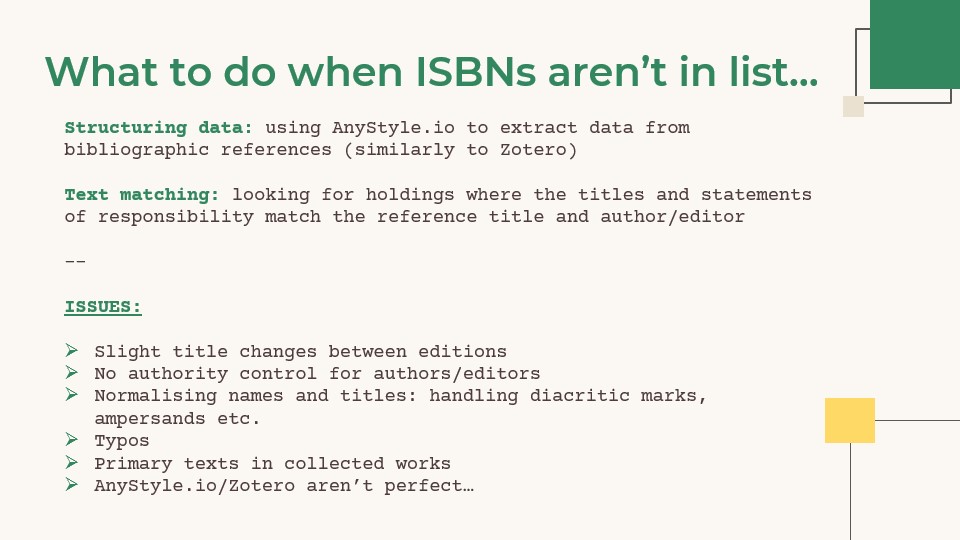 What to do when ISBNs aren’t in list…
Structuring data: using AnyStyle.io to extract data from
bibliographic references (similarly to Zotero)
Text matching: looking for holdings where the titles and statements
of responsibility match the reference title and author/editor
--
ISSUES:
➢ Slight title changes between editions
➢ No authority control for authors/editors
➢ Normalising names and titles: handling diacritic marks,
ampersands etc.
➢ Typos
➢ Primary texts in collected works
➢ AnyStyle.io/Zotero aren’t perfect…